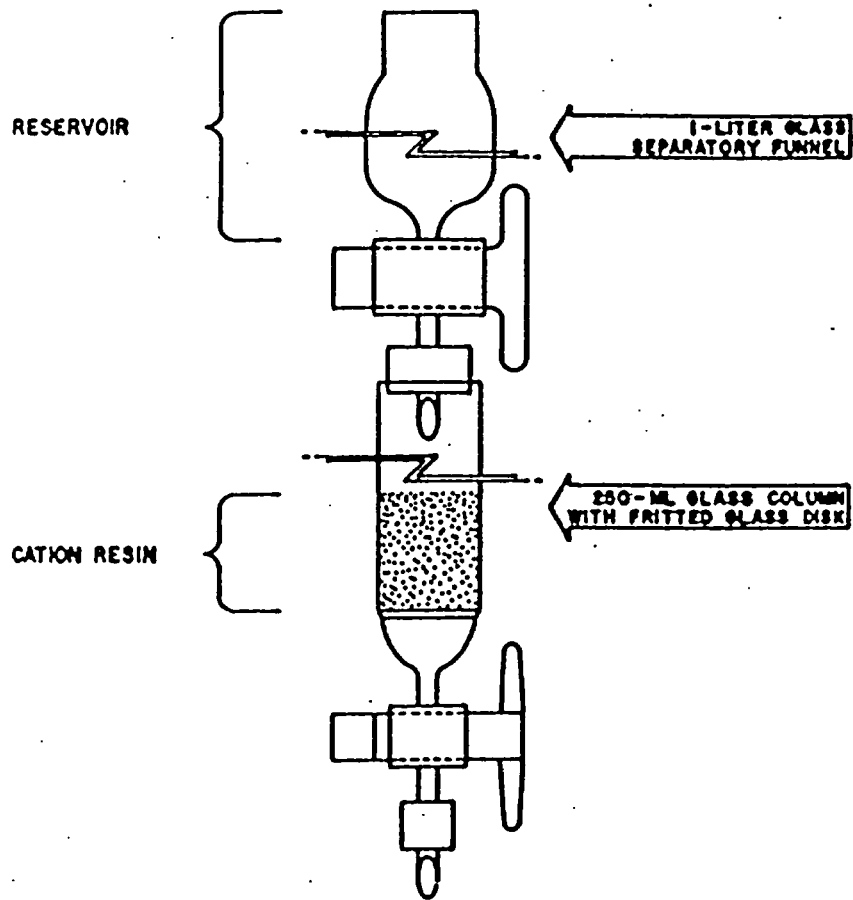 RESERVOIR
1-LITER GLASS
SEPARATORY FUNNEL
250-ML GLASS COLUMN
WITH FRITTED GLASS DISK
CATION RESIN